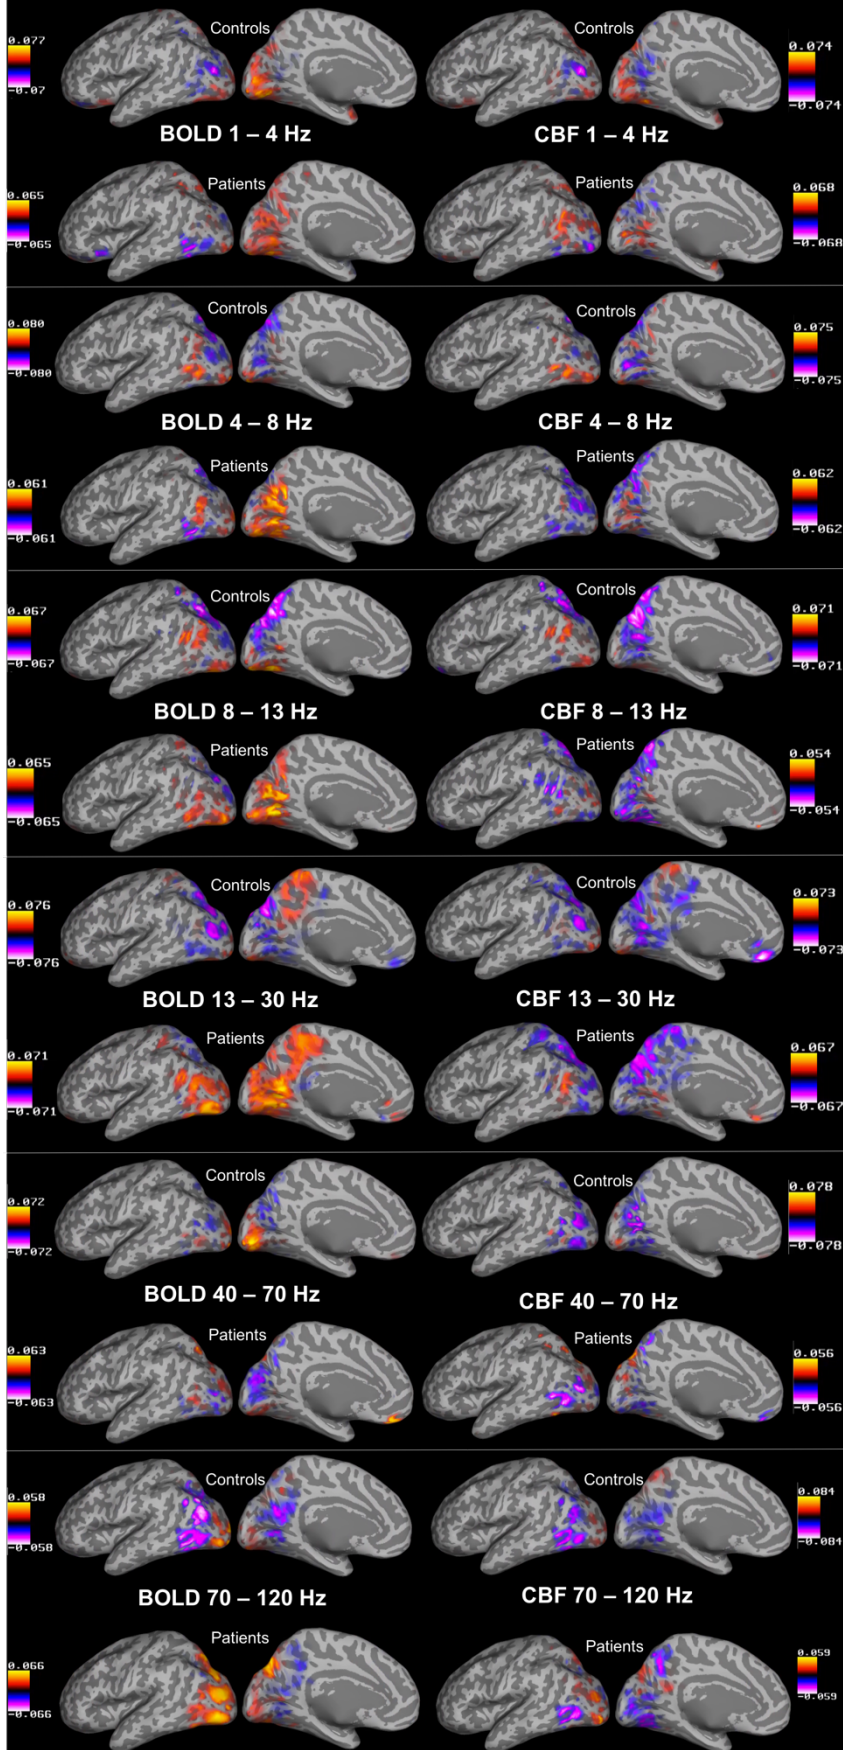 Controls Controls
0.077 0.074
-0.07 -0.074
BOLD 1 – 4 Hz CBF 1 – 4 Hz
Patients Patients
0.065 0.068
-0.065 -0.068
Controls Controls
0.080 0.075
-0.080 -0.075
BOLD 4 – 8 Hz CBF 4 – 8 Hz
Patients Patients
0.061 0.062
-0.061 -0.062
Controls Controls
0.067 0.071
-0.067 -0.071
BOLD 8 – 13 Hz CBF 8 – 13 Hz
Patients Patients
0.065 0.054
-0.065 -0.054
Controls Controls
0.076 0.073
-0.076 -0.073
BOLD 13 – 30 Hz CBF 13 – 30 Hz
Patients Patients
0.071 0.067
-0.071 -0.067
Controls Controls
0.072 0.078
-0.072 -0.078
BOLD 40 – 70 Hz CBF 40 – 70 Hz
Patients Patients
0.063 0.056
-0.063 -0.056
Controls Controls
0.058 0.084
-0.058 -0.084
BOLD 70 – 120 Hz CBF 70 – 120 Hz
Patients Patients
0.066 0.059
-0.066 -0.059